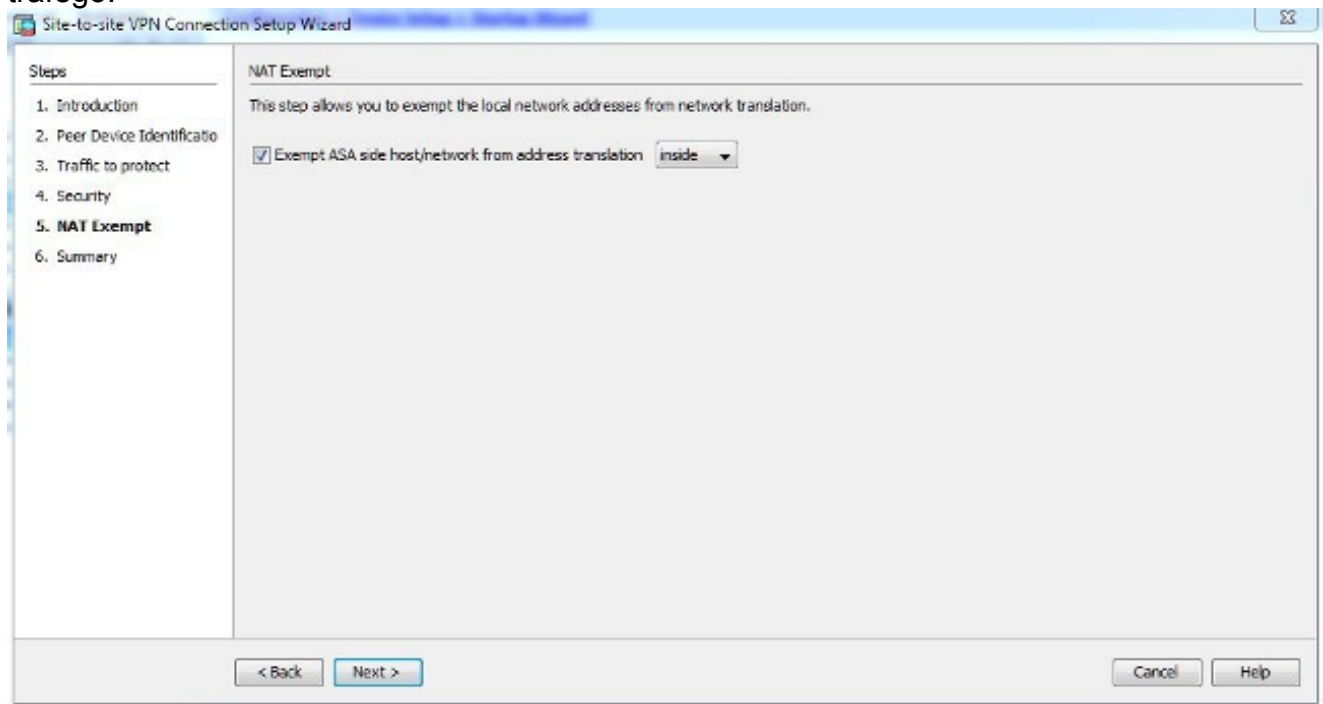 Site-to-site VPN Connection Setup Wizard
Steps
1. Introduction
2. Peer Device Identificatio
3. Traffic to protect
4. Security
5. NAT Exempt
6. Summary
NAT Exempt
This step allows you to exempt the local network addresses from network translation.
Exempt ASA side host/network from address translation inside
< Back Next > Cancel Help